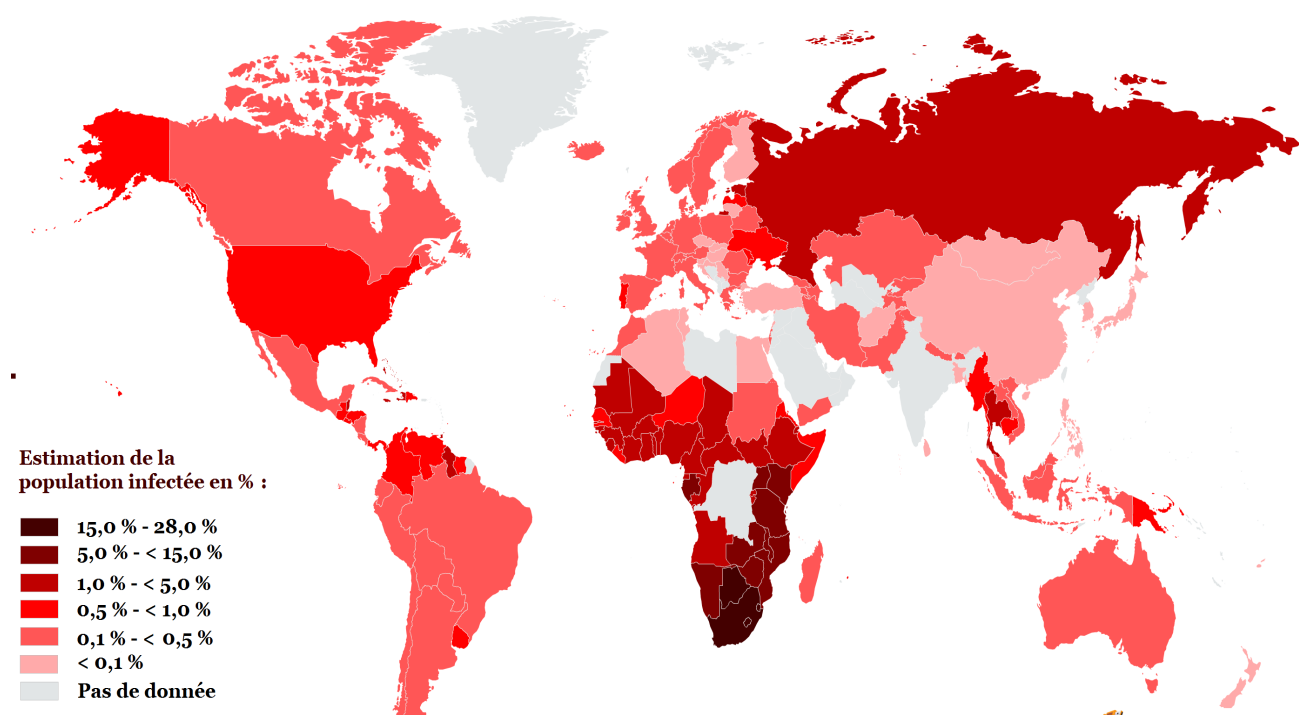 Estimation de la
population infectée en % :
15,0 % - 28,0 %
5,0 % - < 15,0 %
1,0 % - < 5,0 %
0,5 % - < 1,0 %
0,1 % - < 0,5 %
< 0,1 %
Pas de donnée